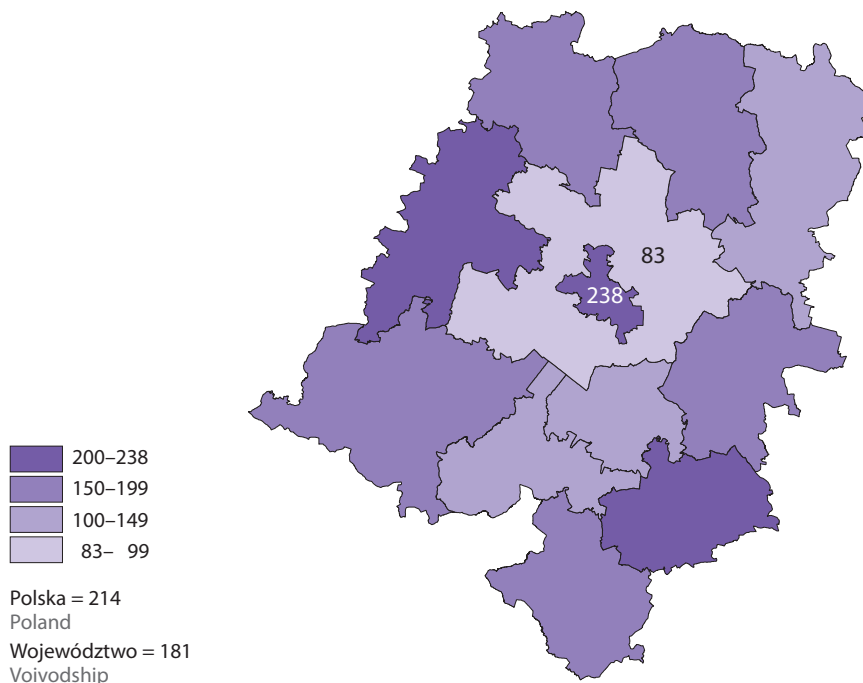 83
238
200–238
150–199
100–149
83– 99
Polska = 214
Poland
Województwo = 181
Voivodship